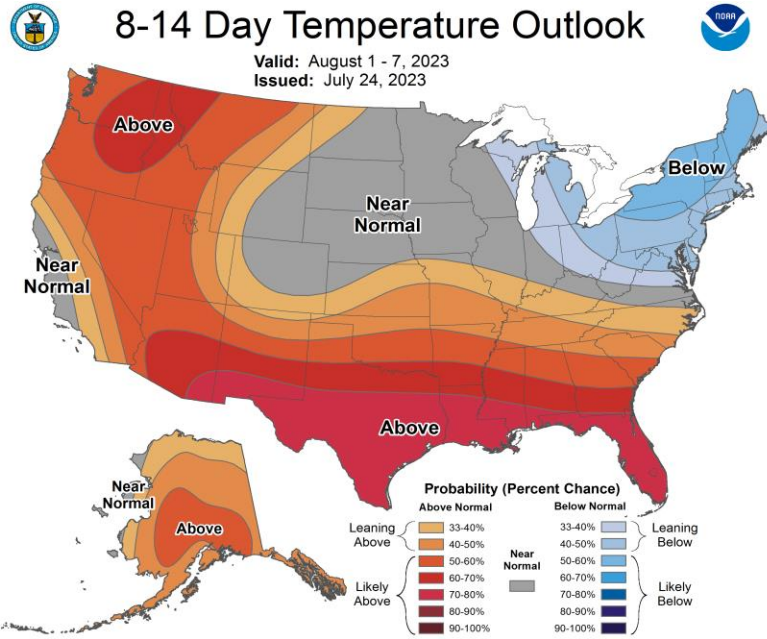 8-14 Day Temperature Outlook
NOAA
Valid: August 1 - 7, 2023
Issued: July 24, 2023
Above
Below
Near
Normal
Near
Normal
Above
Near
Normal
Above
Probability (Percent Chance)
Above Normal
Below Normal
Leaning
Above
33-40%
40-50%
Likely
Above
50-60%
60-70%
70-80%
80-90%
90-100%
Near
Normal
33-40%
40-50%
Leaning
Below
50-60%
60-70%
70-80%
80-90%
90-100%
Likely
Below